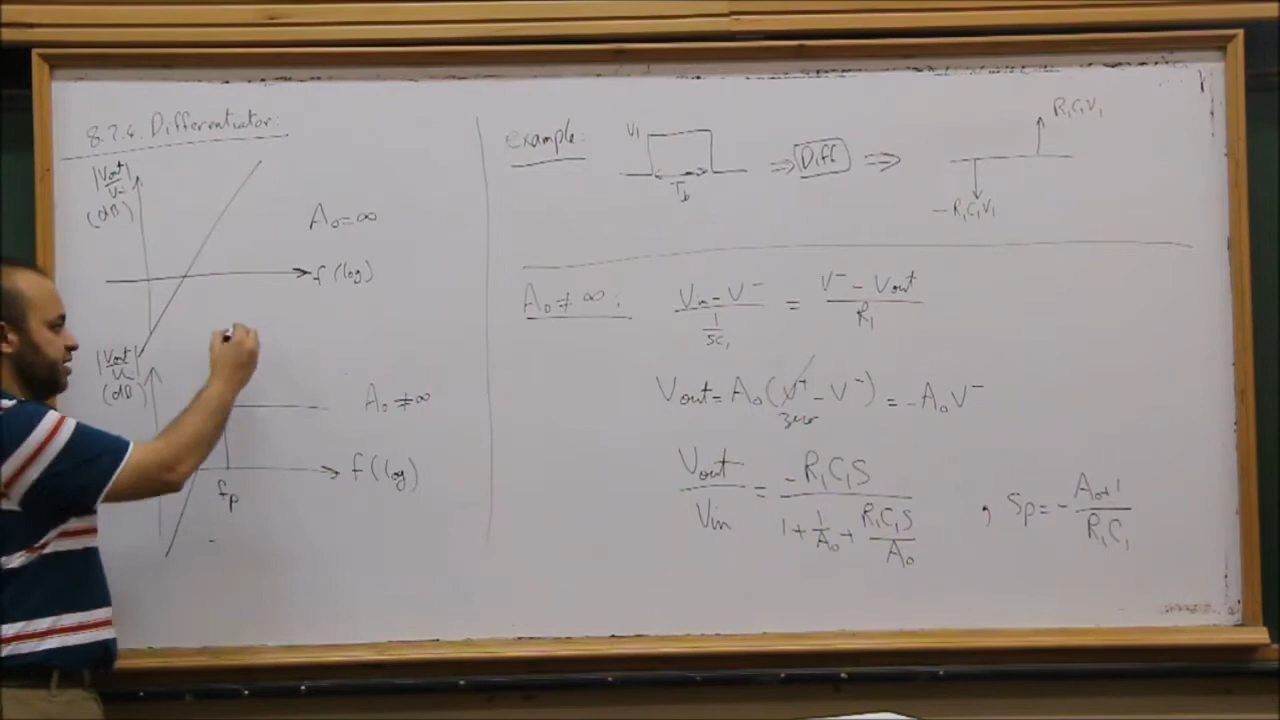 8.2.4. Differentiator:
|Vout/Vin|
(dB)
A₀=∞
f (log)
|Vout/Vin|
(dB)
A₀≠∞
f (log)
fp
example:
V₁
Tb
⇒ Diff ⇒
R₁C₁V₁
-R₁C₁V₁
A₀≠∞:
(Vin - V⁻)/(1/SC₁) = (V⁻ - Vout)/R₁
Vout = A₀(V⁺ - V⁻) = -A₀V⁻
zero
Vout/Vin = -R₁C₁S/(1 + 1/A₀ + R₁C₁S/A₀) , Sp = -(A₀+1)/(R₁C₁)